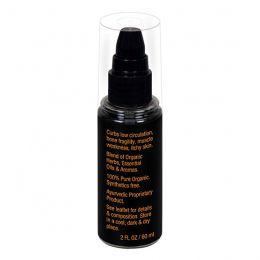 Curbs low circulation,
bone fragility, muscle
weakness, itchy skin.
Blend of Organic
Herbs, Essential
Oils & Aromas.
100% Pure Organic.
Synthetics free.
Ayurvedic Proprietary
Product.
See leaflet for details
& composition. Store
in a cool, dark & dry
place.
2 FL OZ / 60 ml